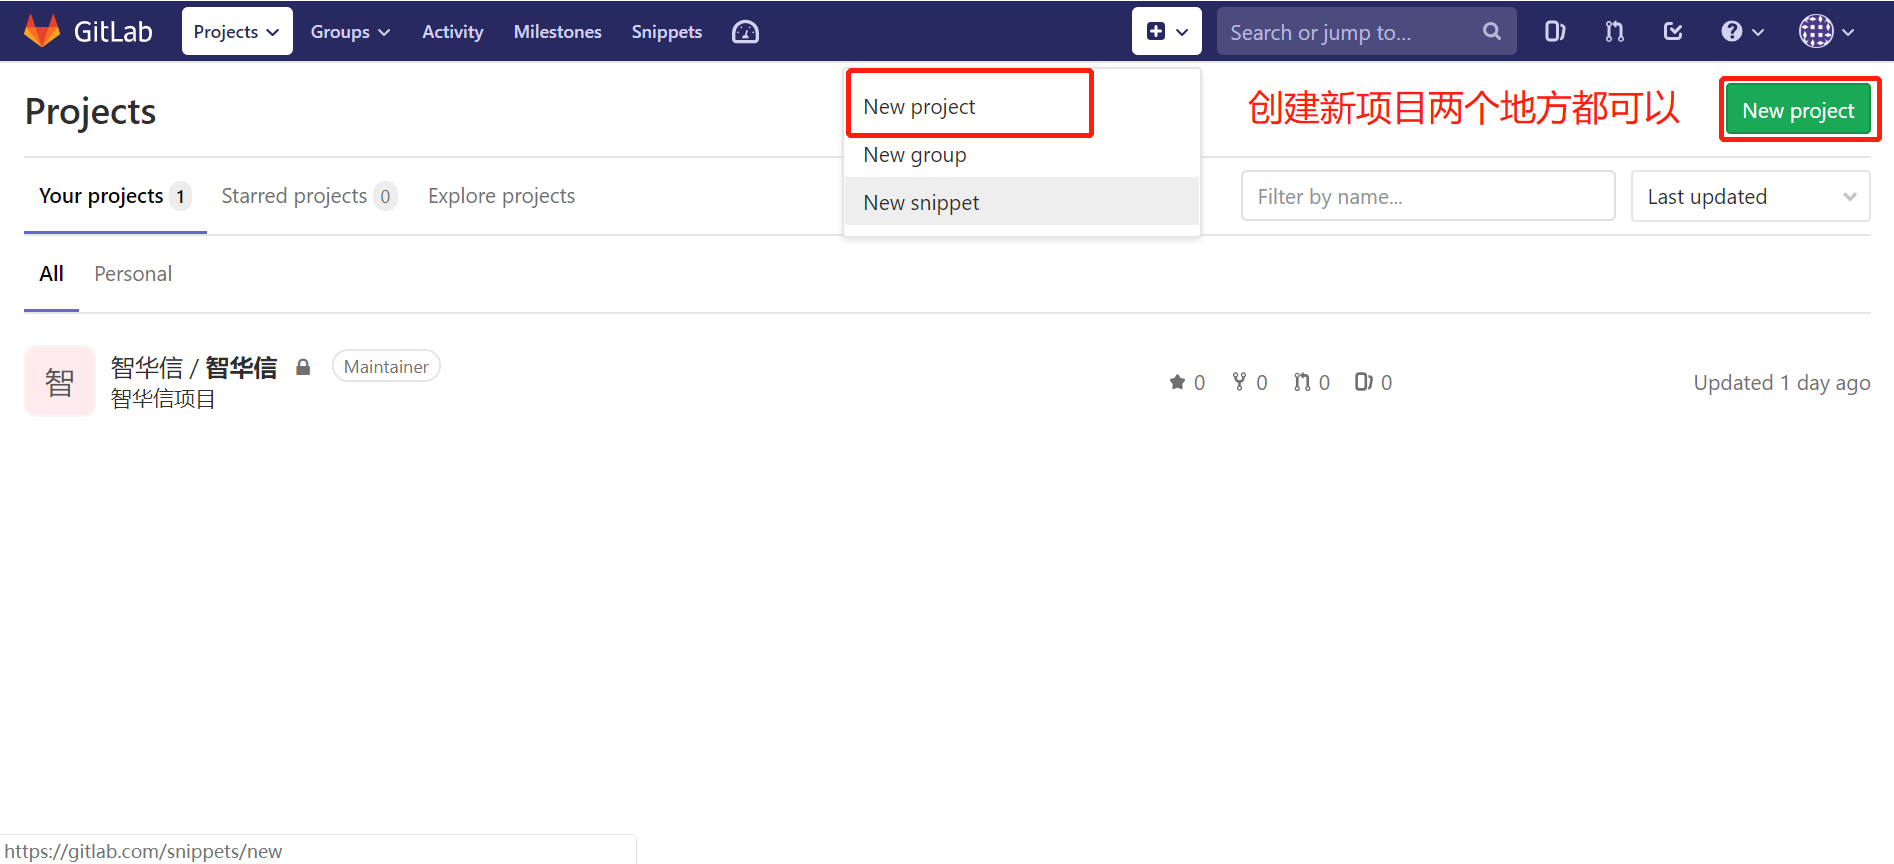 GitLab Projects Groups Activity Milestones Snippets Search or jump to...
Projects
New project
New group
New snippet
创建新项目两个地方都可以
New project
Your projects 1 Starred projects 0 Explore projects
Filter by name...
Last updated
All Personal
智
智华信 / 智华信 Maintainer
智华信项目
0 0 0 0
Updated 1 day ago
https://gitlab.com/snippets/new